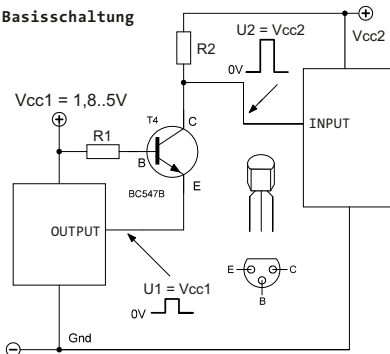 Basisschaltung
U2 = Vcc2
Vcc2
R2
0V
Vcc1 = 1,8..5V
T4
C
R1
INPUT
B
BC547B
E
OUTPUT
E
C
B
U1 = Vcc1
0V
Gnd